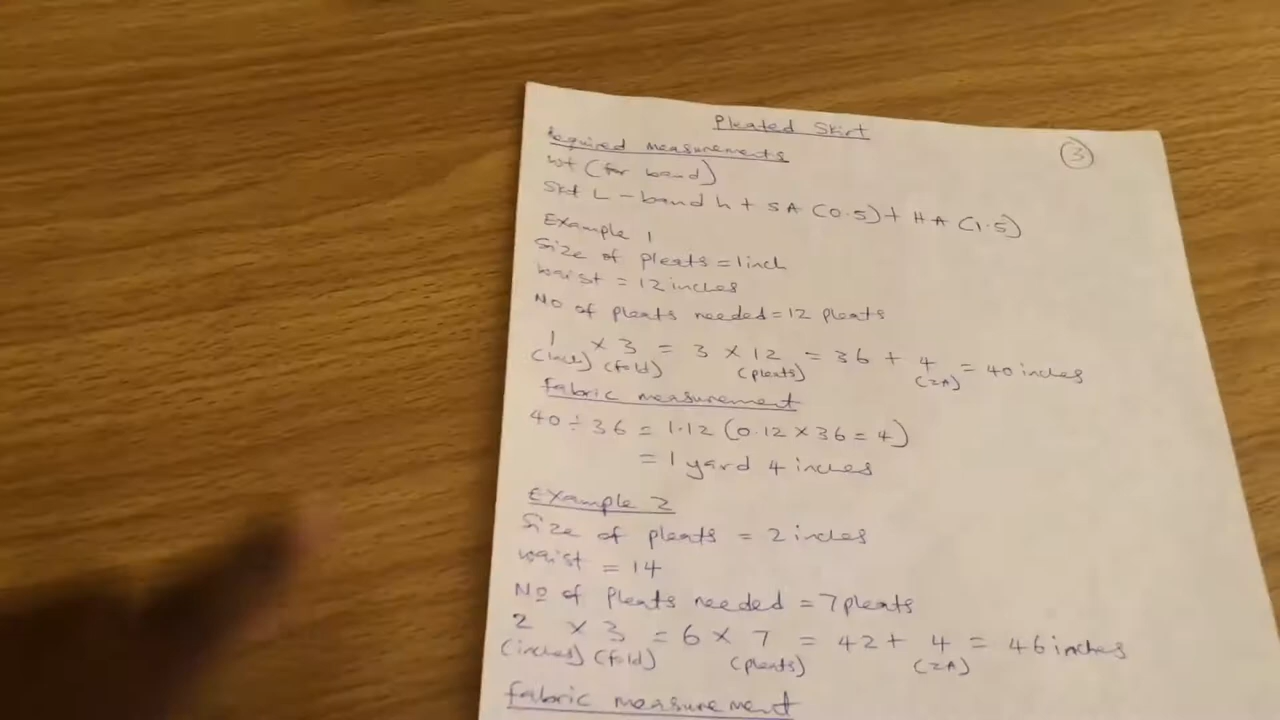 Pleated Skirt
3
Required measurements
wt (for band)
Skt L - band h + SA (0.5) + HA (1.5)
Example 1
Size of pleats = 1inch
waist = 12 inches
No of pleats needed = 12 pleats
1 × 3 = 3 × 12 = 36 + 4 = 40 inches
(inch) (fold) (pleats) (ZA)
Fabric measurement
40 ÷ 36 = 1.12 (0.12 × 36 = 4)
= 1 yard 4 inches
Example 2
Size of pleats = 2 inches
waist = 14
No of pleats needed = 7 pleats
2 × 3 = 6 × 7 = 42 + 4 = 46 inches
(inches) (fold) (pleats) (ZA)
Fabric measurement